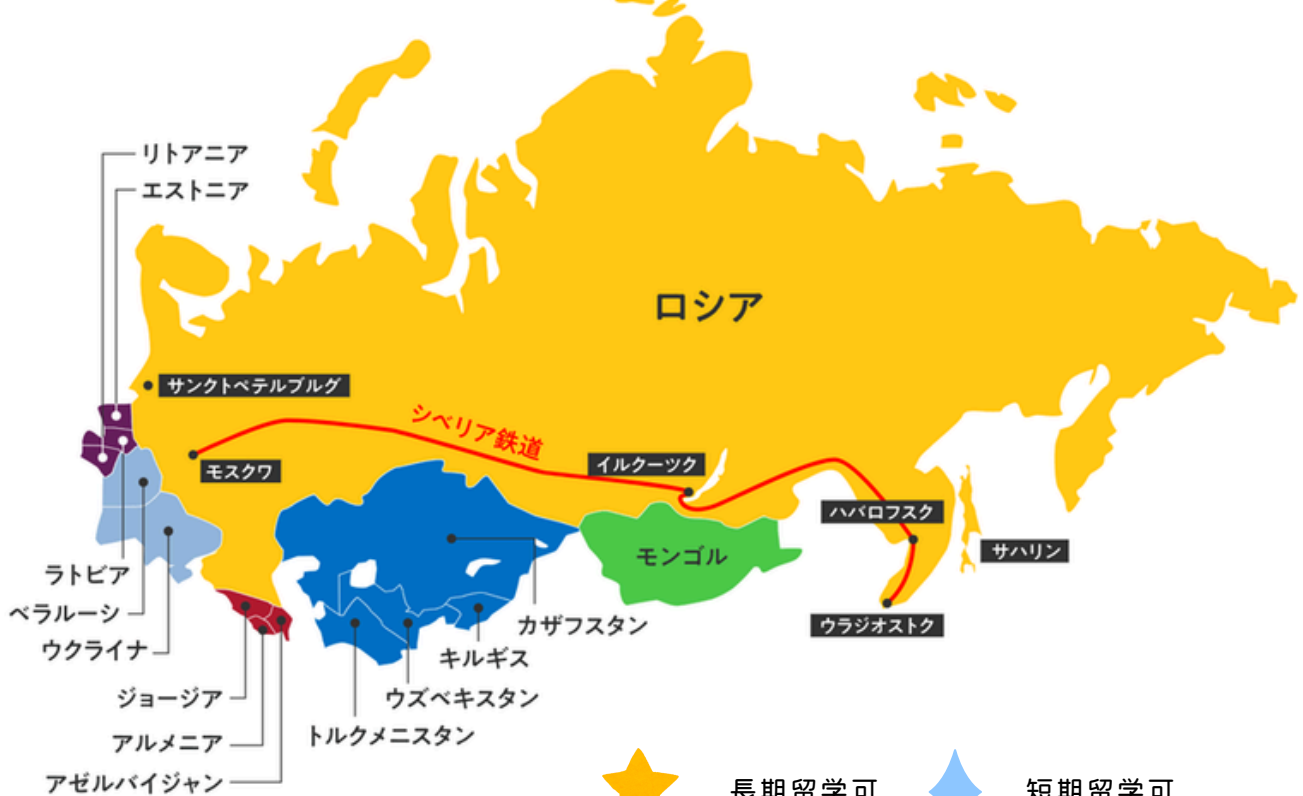 リトアニア
エストニア
ロシア
サンクトペテルブルグ
シベリア鉄道
モスクワ
イルクーツク
ハバロフスク
サハリン
モンゴル
ラトビア
ベラルーシ
カザフスタン
ウラジオストク
ウクライナ
キルギス
ジョージア
ウズベキスタン
トルクメニスタン
アルメニア
アゼルバイジャン
長期留学可
短期留学可